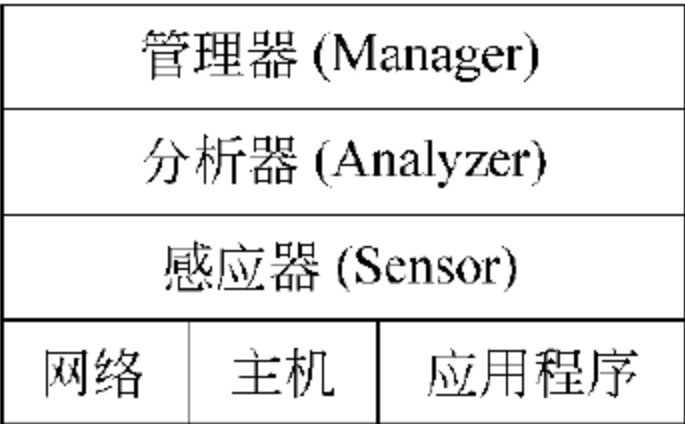 管理器 (Manager)
分析器 (Analyzer)
感应器 (Sensor)
网络 主机 应用程序